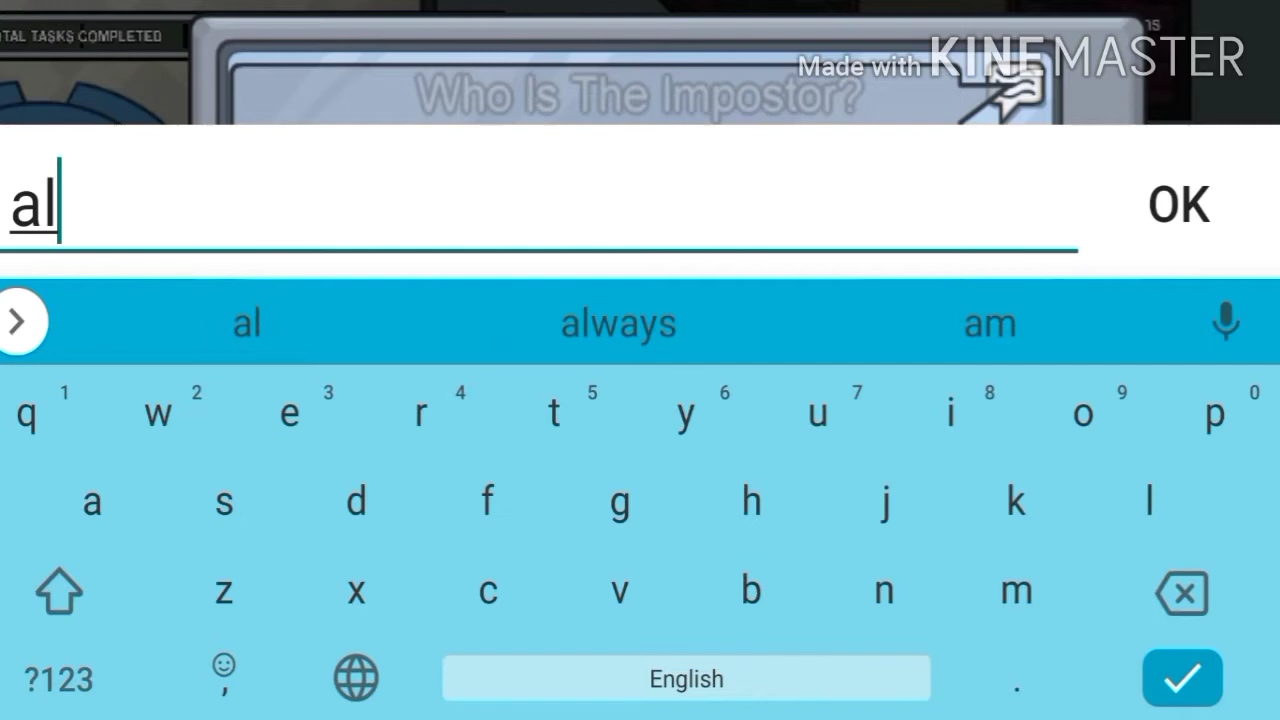 TAL TASKS COMPLETED
15
Made with KINEMASTER
Who Is The Impostor?
al
OK
al always am
q 1 w 2 e 3 r 4 t 5 y 6 u 7 i 8 o 9 p 0
a s d f g h j k l
z x c v b n m
?123 , English .